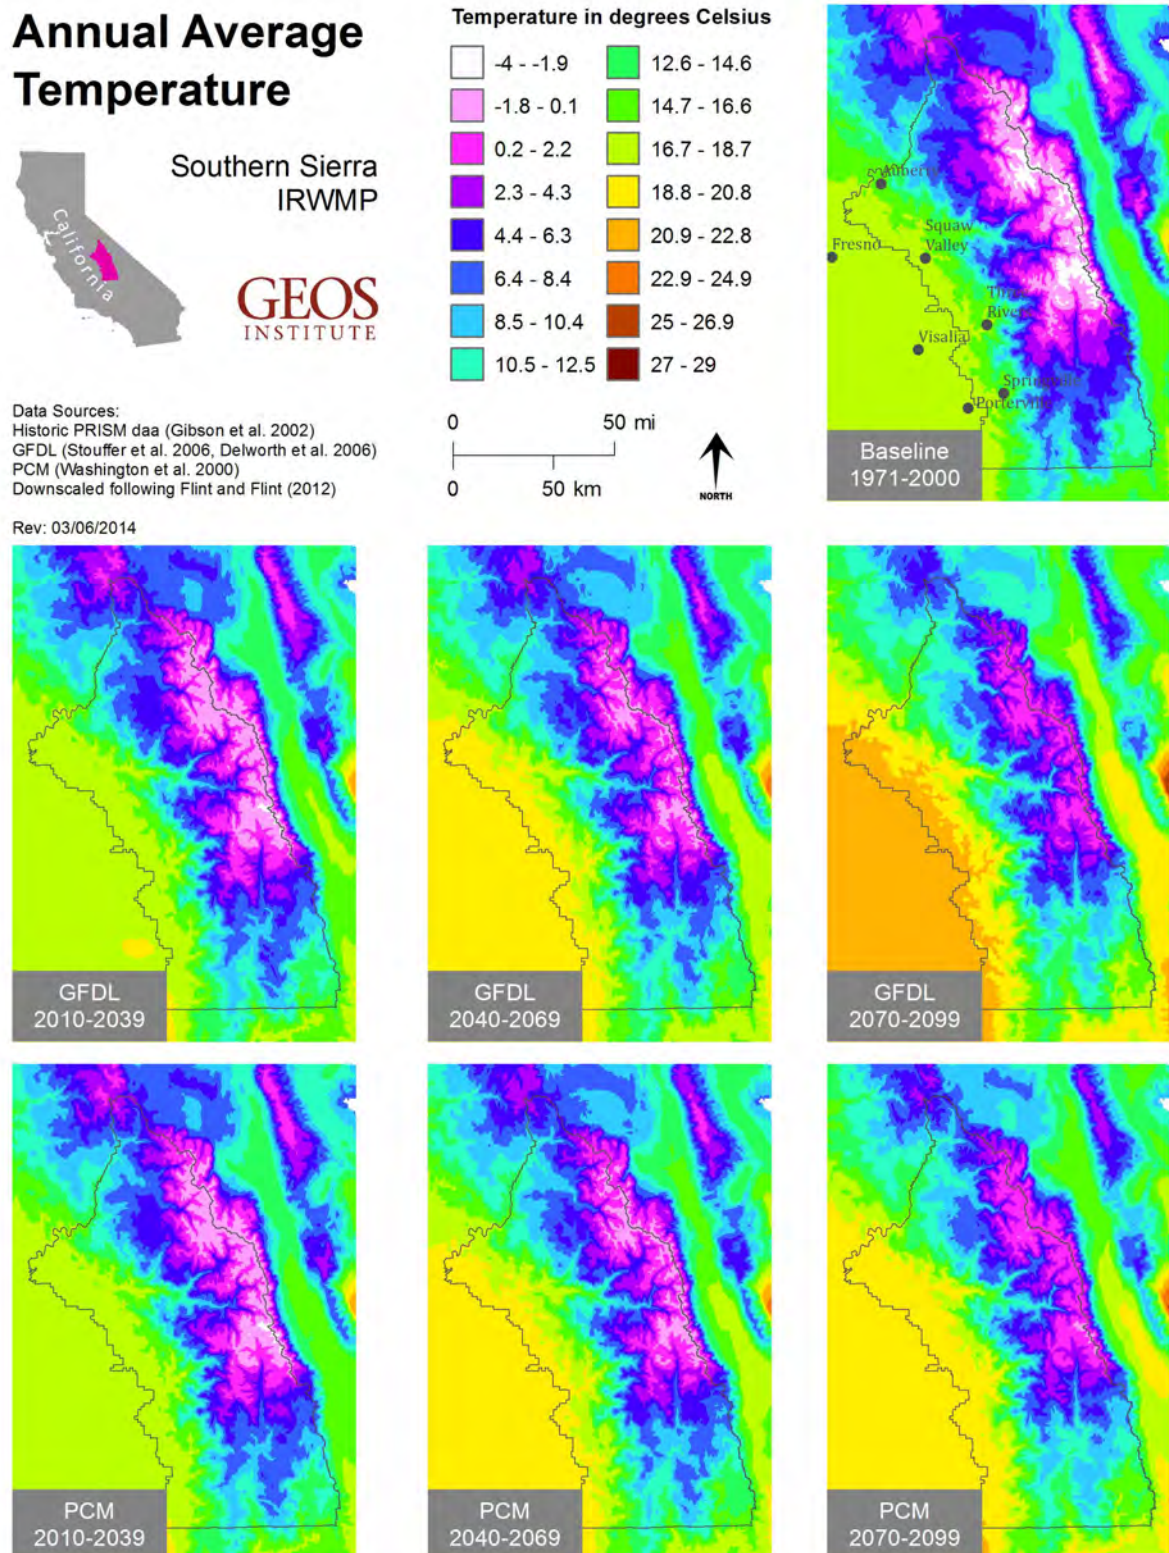 Annual Average
Temperature
Southern Sierra
IRWMP
California
GEOS
INSTITUTE
Data Sources:
Historic PRISM daa (Gibson et al. 2002)
GFDL (Stouffer et al. 2006, Delworth et al. 2006)
PCM (Washington et al. 2000)
Downscaled following Flint and Flint (2012)
Rev: 03/06/2014
Temperature in degrees Celsius
-4 - -1.9
-1.8 - 0.1
0.2 - 2.2
2.3 - 4.3
4.4 - 6.3
6.4 - 8.4
8.5 - 10.4
10.5 - 12.5
12.6 - 14.6
14.7 - 16.6
16.7 - 18.7
18.8 - 20.8
20.9 - 22.8
22.9 - 24.9
25 - 26.9
27 - 29
0 50 mi
0 50 km
NORTH
Auberry
Fresno
Squaw
Valley
Three
Rivers
Visalia
Springville
Porterville
Baseline
1971-2000
GFDL
2010-2039
GFDL
2040-2069
GFDL
2070-2099
PCM
2010-2039
PCM
2040-2069
PCM
2070-2099